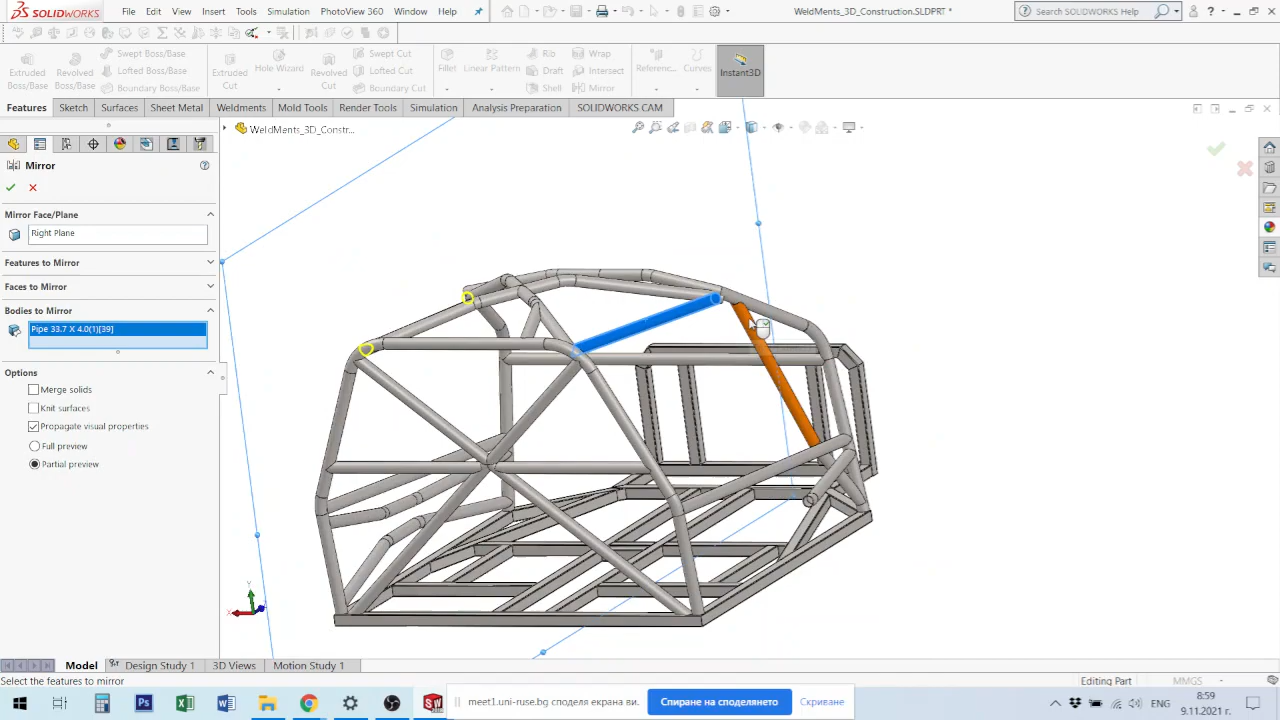 SOLIDWORKS File Edit View Insert Tools Simulation PhotoView 360 Window Help WeldMents_3D_Construction.SLDPRT * Search SOLIDWORKS Help
Extruded Boss/Base
Revolved Boss/Base
Swept Boss/Base
Lofted Boss/Base
Boundary Boss/Base
Extruded Cut
Hole Wizard
Revolved Cut
Swept Cut
Lofted Cut
Boundary Cut
Fillet
Linear Pattern
Rib
Draft
Shell
Wrap
Intersect
Mirror
Referenc...
Curves
Instant3D
Features Sketch Surfaces Sheet Metal Weldments Mold Tools Render Tools Simulation Analysis Preparation SOLIDWORKS CAM
WeldMents_3D_Constr...
Mirror
Mirror Face/Plane
Right Plane
Features to Mirror
Faces to Mirror
Bodies to Mirror
Pipe 33.7 X 4.0(1)[39]
Options
Merge solids
Knit surfaces
Propagate visual properties
Full preview
Partial preview
Y
X
Model Design Study 1 3D Views Motion Study 1
Select the features to mirror Editing Part MMGS
meet1.uni-ruse.bg споделя екрана ви. Спиране на споделянето Скриване
8:59
9.11.2021 г.